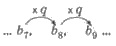 × q × q
... b₇, b₈, b₉ ...